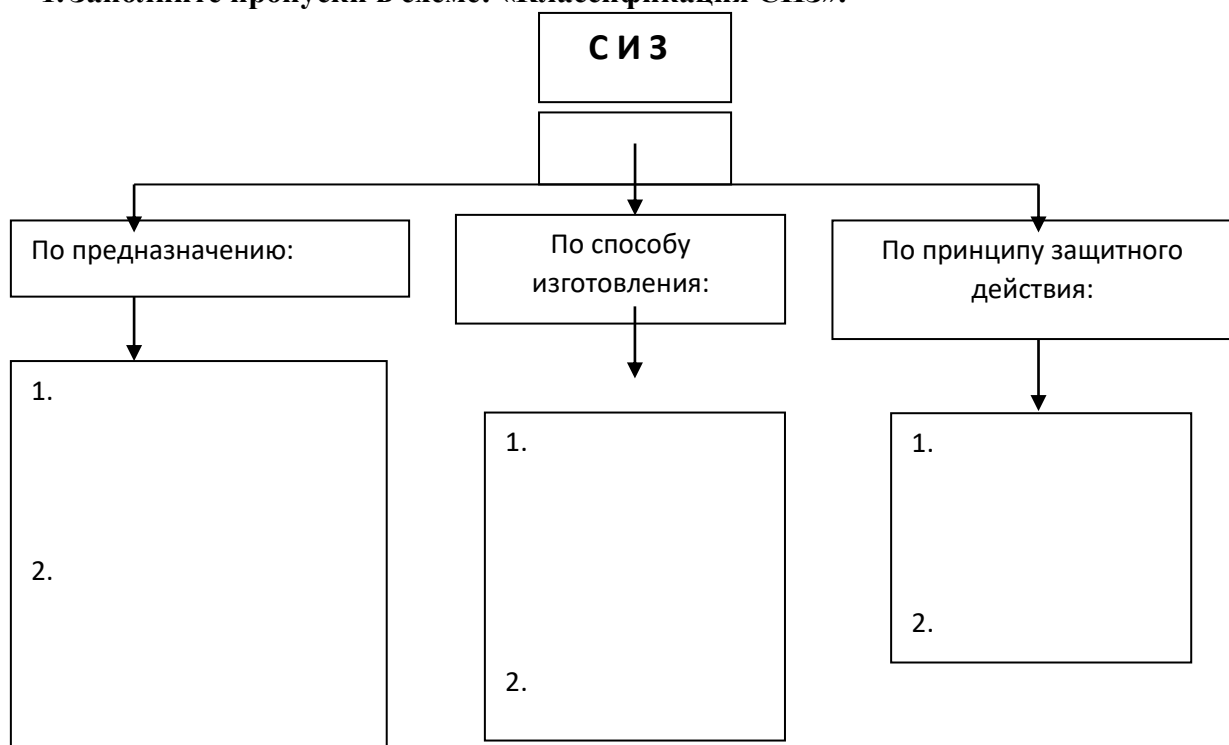 1. Заполните пропуски в схеме: «Классификация СИЗ».
С И З
По предназначению:
По способу
изготовления:
По принципу защитного
действия:
1.
2.
1.
2.
1.
2.